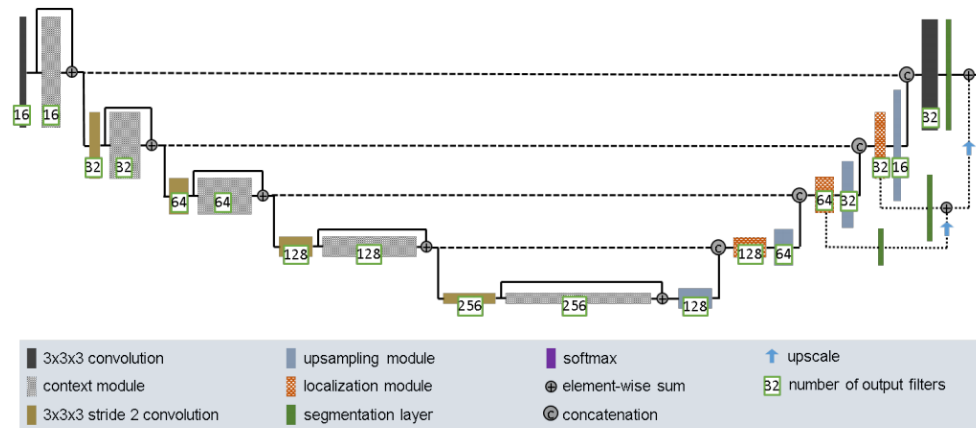 16
16
32
32
64
64
128
128
256
256
128
128
64
64
32
32
16
32
C
C
C
C
3x3x3 convolution
context module
3x3x3 stride 2 convolution
upsampling module
localization module
segmentation layer
softmax
element-wise sum
C concatenation
upscale
32 number of output filters